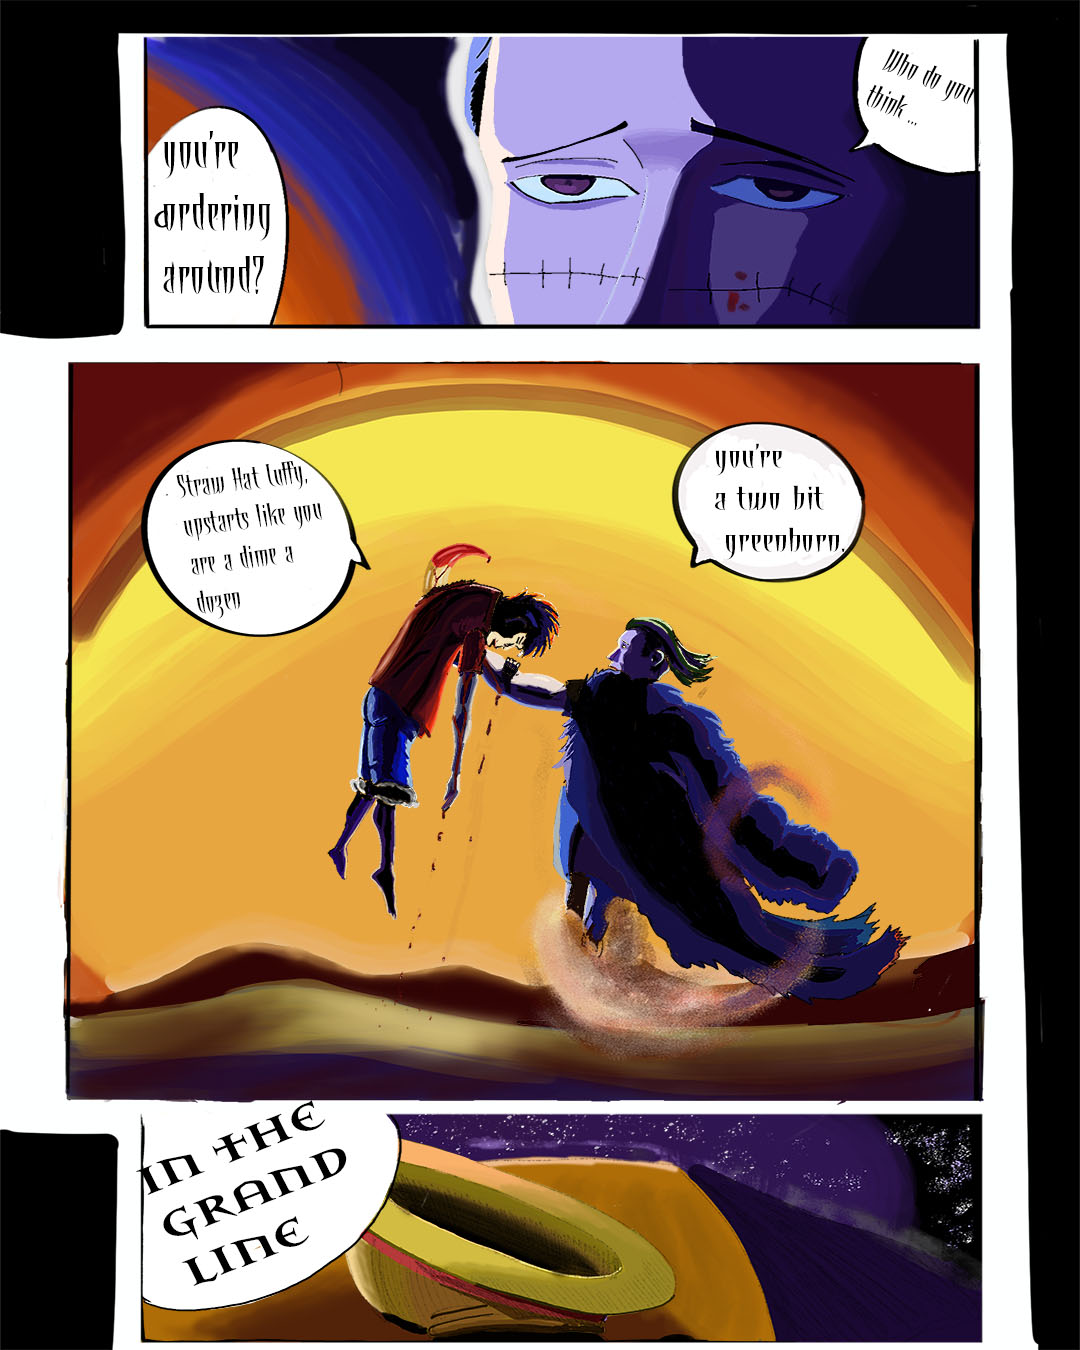 Who do you
think ...
you're
ordering
around?
you're
a two bit
greenhorn.
Straw Hat Luffy,
upstarts like you
are a dime a
dozen
IN THE
GRAND
LINE